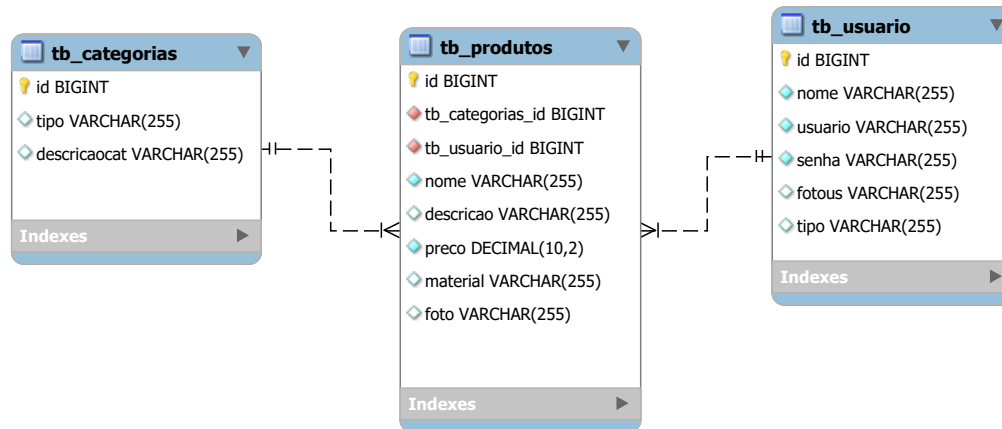 tb_categorias
id BIGINT
tipo VARCHAR(255)
descricaocat VARCHAR(255)
Indexes
tb_produtos
id BIGINT
tb_categorias_id BIGINT
tb_usuario_id BIGINT
nome VARCHAR(255)
descricao VARCHAR(255)
preco DECIMAL(10,2)
material VARCHAR(255)
foto VARCHAR(255)
Indexes
tb_usuario
id BIGINT
nome VARCHAR(255)
usuario VARCHAR(255)
senha VARCHAR(255)
fotous VARCHAR(255)
tipo VARCHAR(255)
Indexes